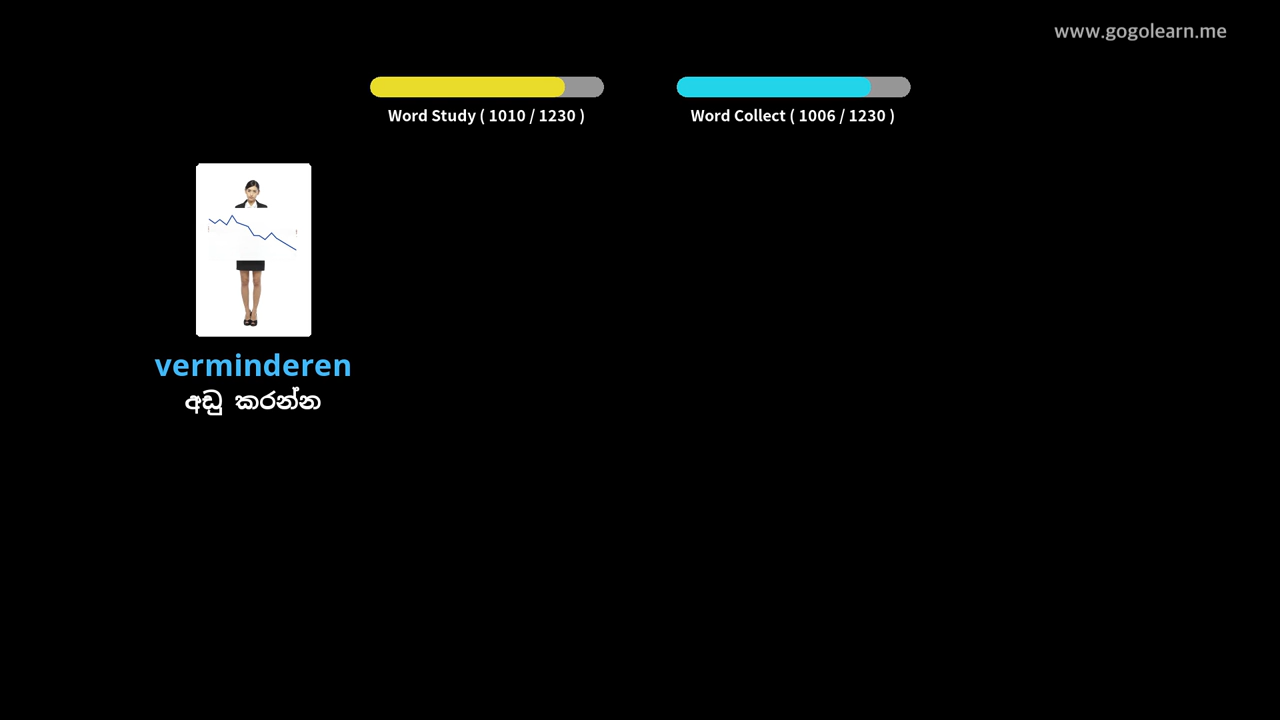 www.gogolearn.me
Word Study ( 1010 / 1230 )
Word Collect ( 1006 / 1230 )
verminderen
අඩු කරන්න